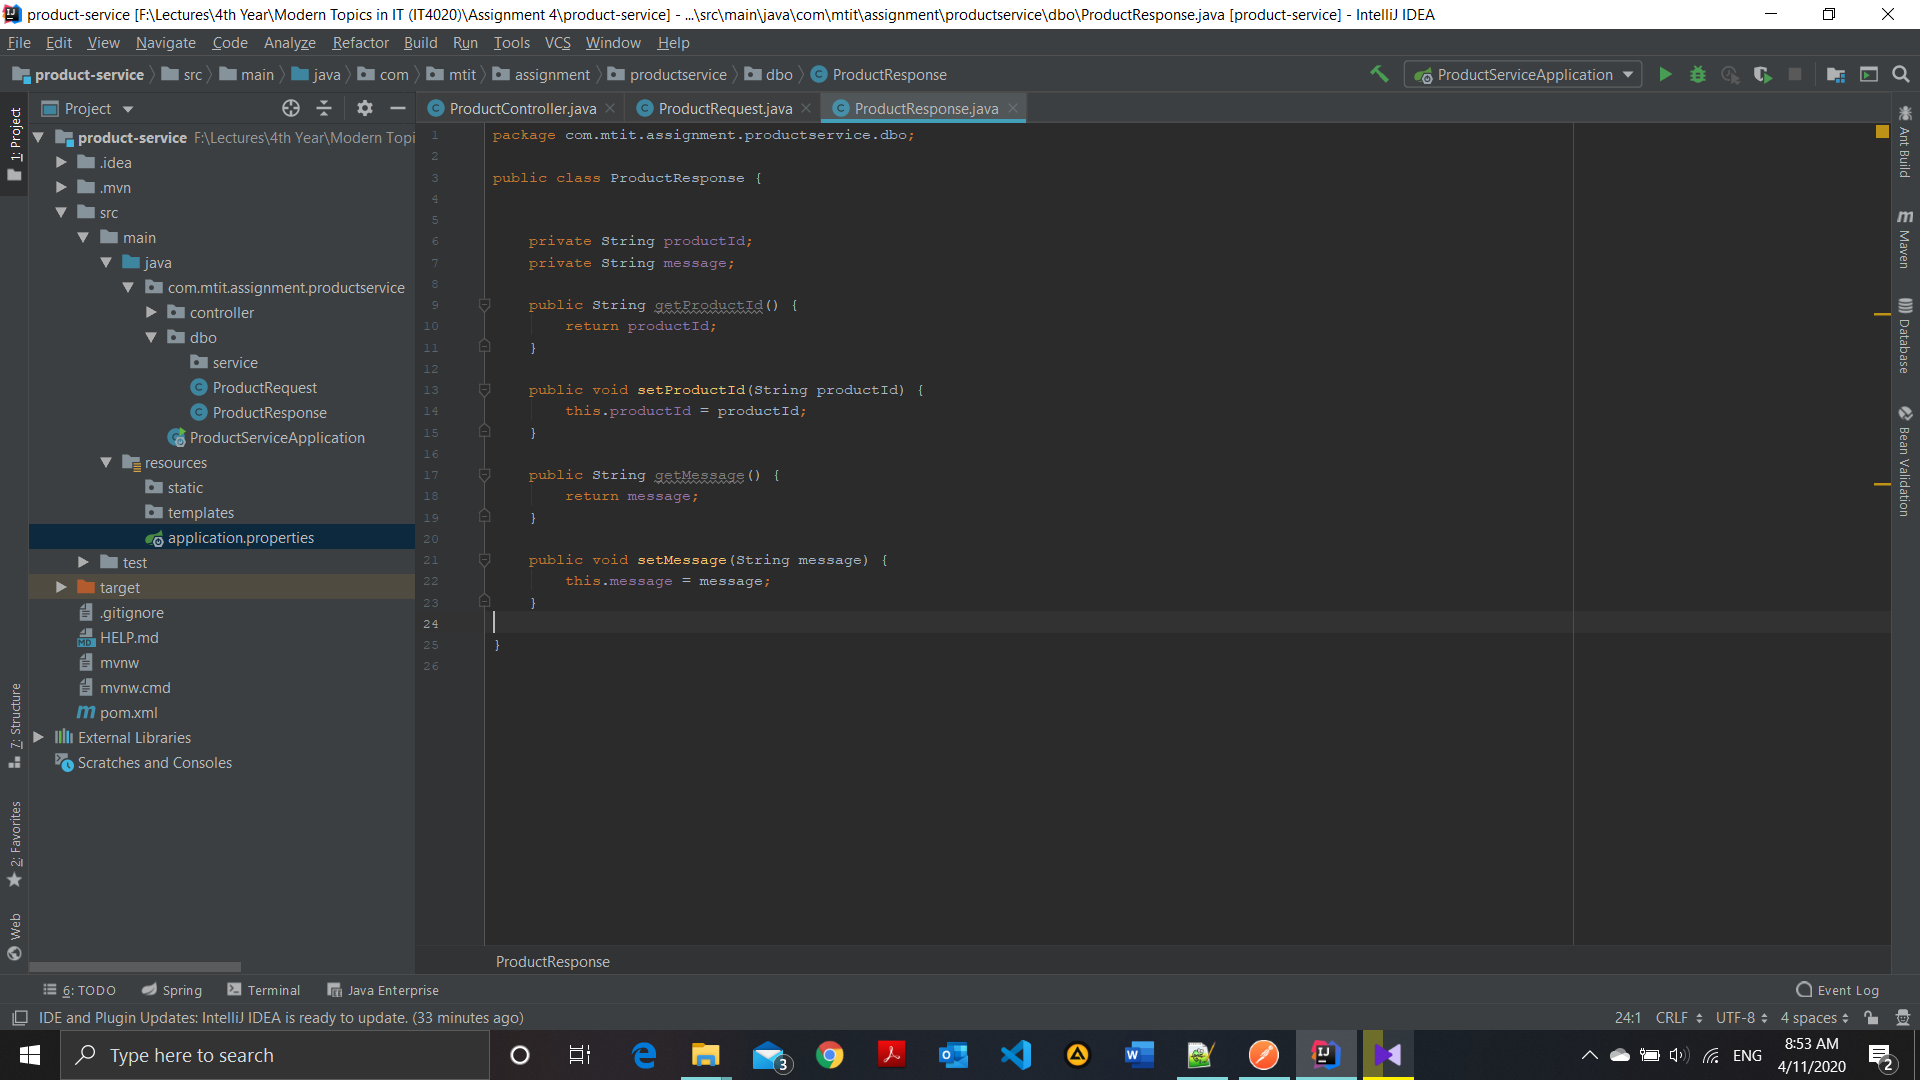 product-service [F:\Lectures\4th Year\Modern Topics in IT (IT4020)\Assignment 4\product-service] - ...\src\main\java\com\mtit\assignment\productservice\dbo\ProductResponse.java [product-service] - IntelliJ IDEA
File Edit View Navigate Code Analyze Refactor Build Run Tools VCS Window Help
product-service src main java com mtit assignment productservice dbo ProductResponse ProductServiceApplication
Project ProductController.java ProductRequest.java ProductResponse.java
1: Project
7: Structure
2: Favorites
Web
product-service F:\Lectures\4th Year\Modern Topi
.idea
.mvn
src
main
java
com.mtit.assignment.productservice
controller
dbo
service
ProductRequest
ProductResponse
ProductServiceApplication
resources
static
templates
application.properties
test
target
.gitignore
HELP.md
mvnw
mvnw.cmd
pom.xml
External Libraries
Scratches and Consoles
1 package com.mtit.assignment.productservice.dbo;
2
3 public class ProductResponse {
4
5
6 private String productId;
7 private String message;
8
9 public String getProductId() {
10 return productId;
11 }
12
13 public void setProductId(String productId) {
14 this.productId = productId;
15 }
16
17 public String getMessage() {
18 return message;
19 }
20
21 public void setMessage(String message) {
22 this.message = message;
23 }
24
25 }
26
ProductResponse
Ant Build
Maven
Database
Bean Validation
6: TODO Spring Terminal Java Enterprise Event Log
IDE and Plugin Updates: IntelliJ IDEA is ready to update. (33 minutes ago) 24:1 CRLF UTF-8 4 spaces
Type here to search 3 ENG 8:53 AM
4/11/2020 2